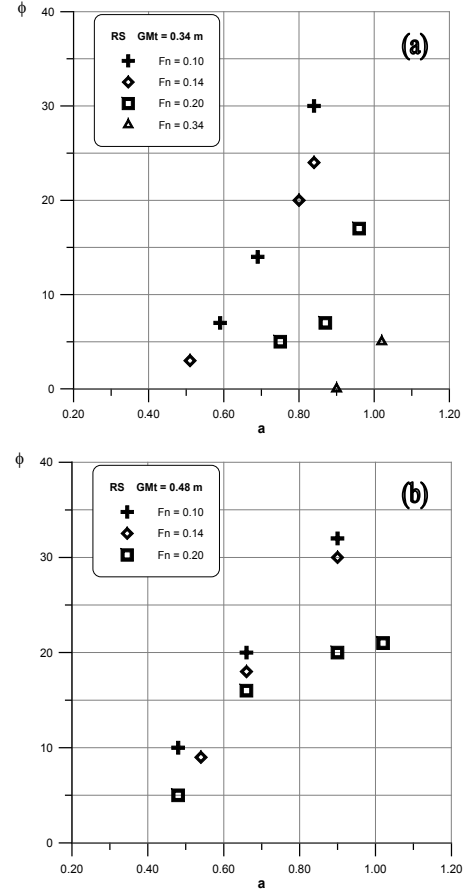 ϕ
40
30
20
10
0
RS GMt = 0.34 m
Fn = 0.10
Fn = 0.14
Fn = 0.20
Fn = 0.34
(a)
0.20 0.40 0.60 0.80 1.00 1.20
a
ϕ
40
30
20
10
0
RS GMt = 0.48 m
Fn = 0.10
Fn = 0.14
Fn = 0.20
(b)
0.20 0.40 0.60 0.80 1.00 1.20
a